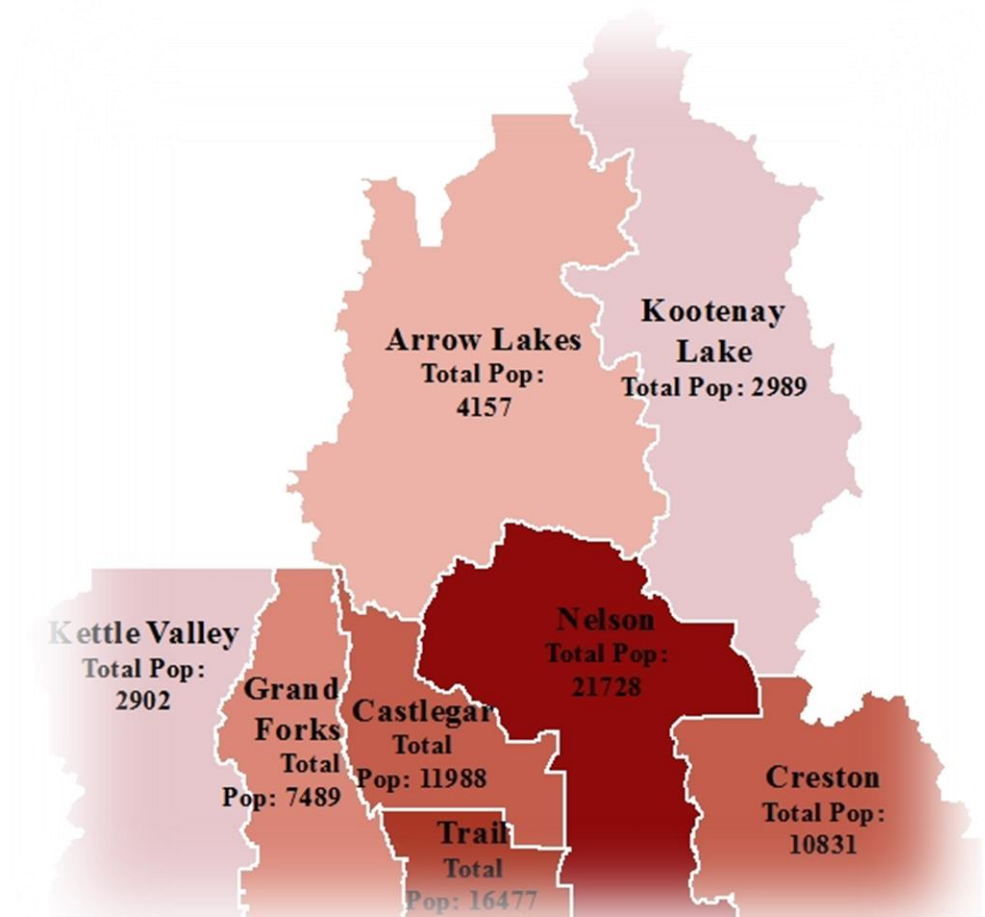 Kootenay
Lake
Total Pop: 2989
Arrow Lakes
Total Pop:
4157
Nelson
Total Pop:
21728
Kettle Valley
Total Pop:
2902
Grand
Forks
Total
Pop: 7489
Castlegar
Total
Pop: 11988
Creston
Total Pop:
10831
Trail
Total
Pop: 16477